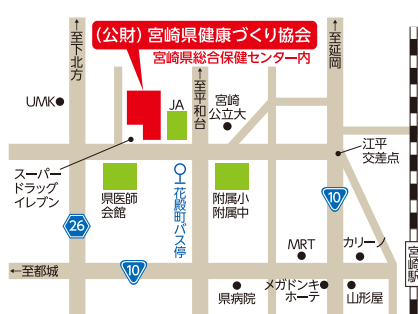 (公財)宮崎県健康づくり協会
宮崎県総合保健センター内
↑至下北方
↑至平和台
↑至延岡
UMK
JA
宮崎
公立大
江平
交差点
スーパー
ドラッグ
イレブン
県医師
会館
花殿町バス停
附属小
附属中
10
26
MRT
カリーノ
←至都城
10
県病院
メガドンキ
ホーテ
山形屋
宮崎駅